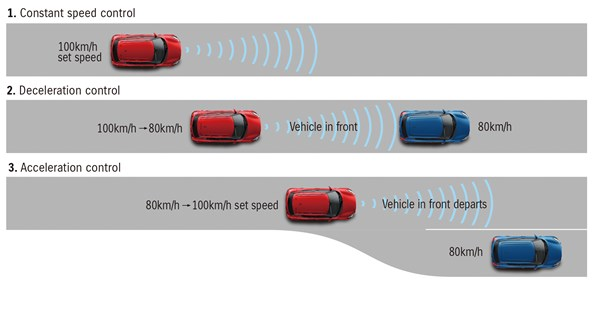 1. Constant speed control
100km/h
set speed
2. Deceleration control
100km/h→80km/h
Vehicle in front
80km/h
3. Acceleration control
80km/h→100km/h set speed
Vehicle in front departs
80km/h